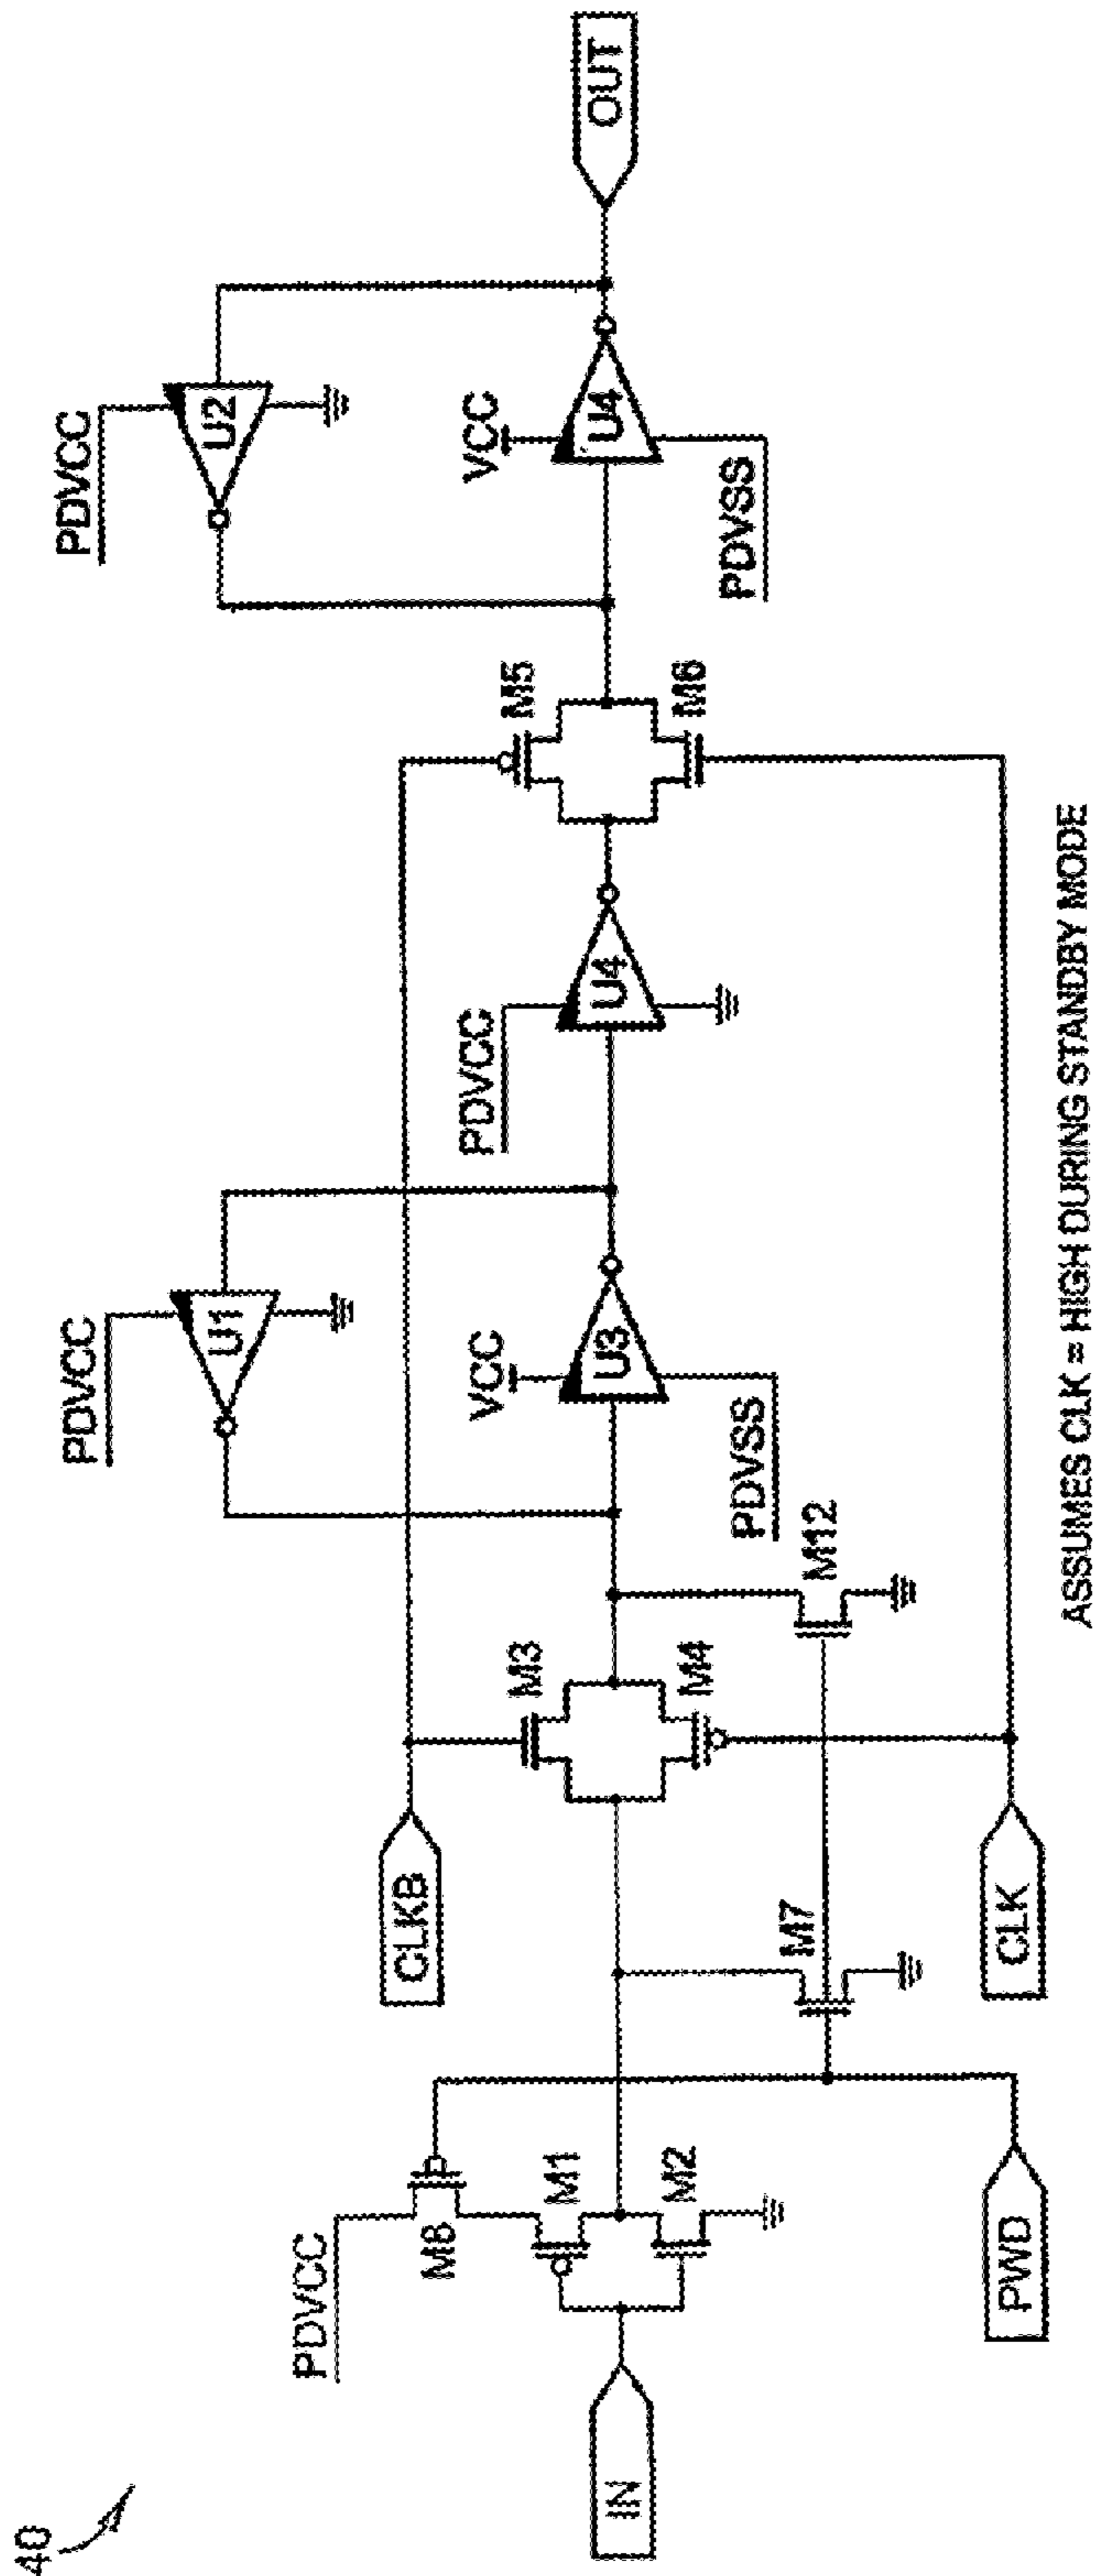 40
IN
PDVCC
M8
M1
M2
PWD
M7
CLKB
CLK
M3
M4
M12
PDVCC
U1
VCC
U3
PDVSS
PDVCC
U4
M5
M6
PDVCC
U2
VCC
U4
PDVSS
OUT
ASSUMES CLK = HIGH DURING STANDBY MODE